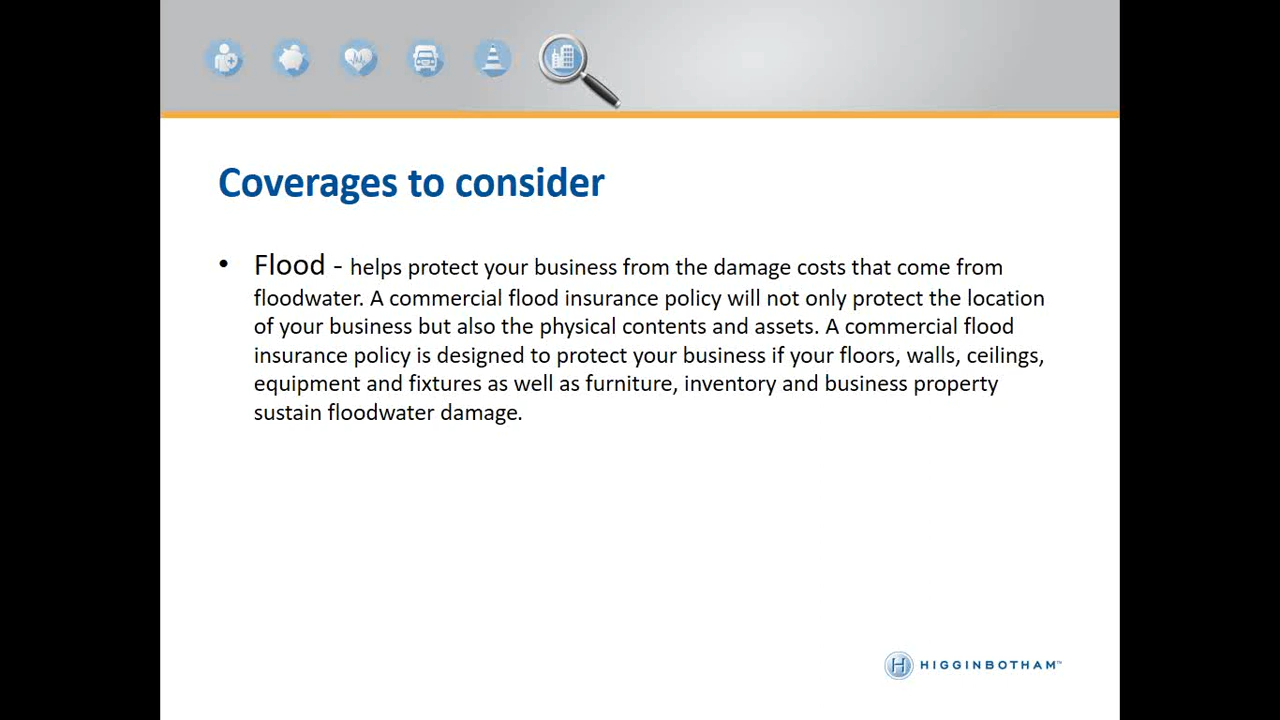 Coverages to consider
• Flood - helps protect your business from the damage costs that come from
floodwater. A commercial flood insurance policy will not only protect the location
of your business but also the physical contents and assets. A commercial flood
insurance policy is designed to protect your business if your floors, walls, ceilings,
equipment and fixtures as well as furniture, inventory and business property
sustain floodwater damage.
H HIGGINBOTHAM™